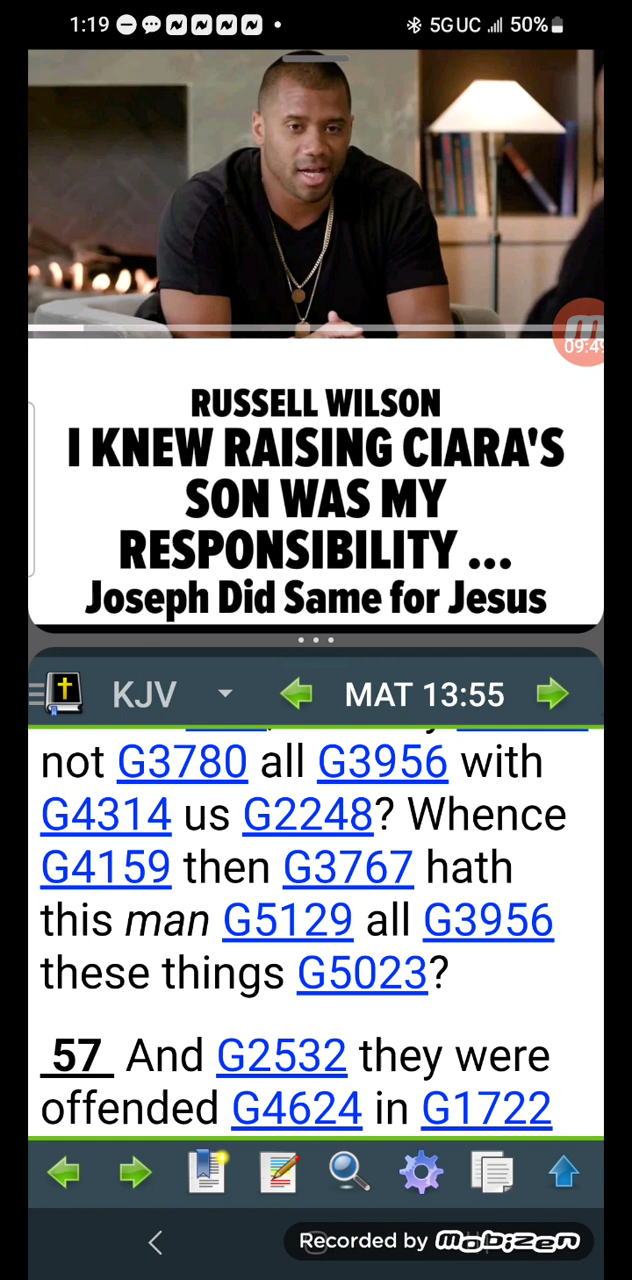 1:19
5GUC
50%
09:49
RUSSELL WILSON
I KNEW RAISING CIARA'S
SON WAS MY
RESPONSIBILITY ...
Joseph Did Same for Jesus
KJV
MAT 13:55
not G3780 all G3956 with
G4314 us G2248? Whence
G4159 then G3767 hath
this man G5129 all G3956
these things G5023?
57 And G2532 they were
offended G4624 in G1722
Recorded by mobizen